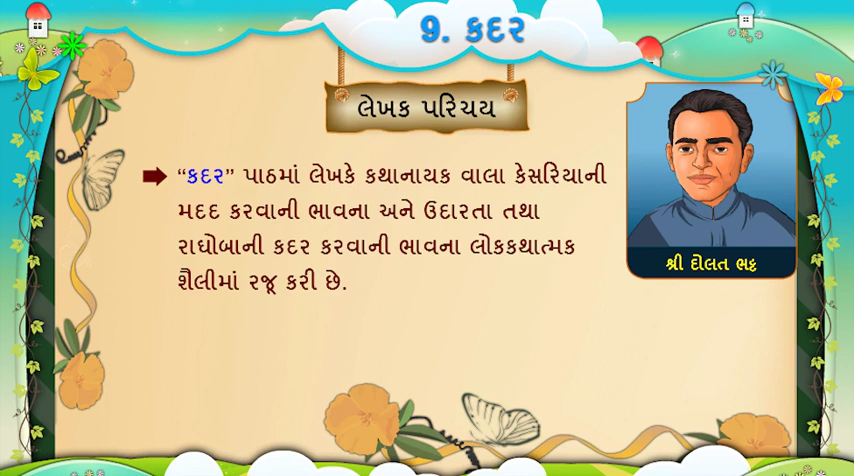 9. કદર
લેખક પરિચય
“કદર” પાઠમાં લેખકે કથાનાયક વાલા કેસરિયાની
મદદ કરવાની ભાવના અને ઉદારતા તથા
રાઘોબાની કદર કરવાની ભાવના લોકકથાત્મક
શૈલીમાં રજૂ કરી છે.
શ્રી દોલત ભટ્ટ